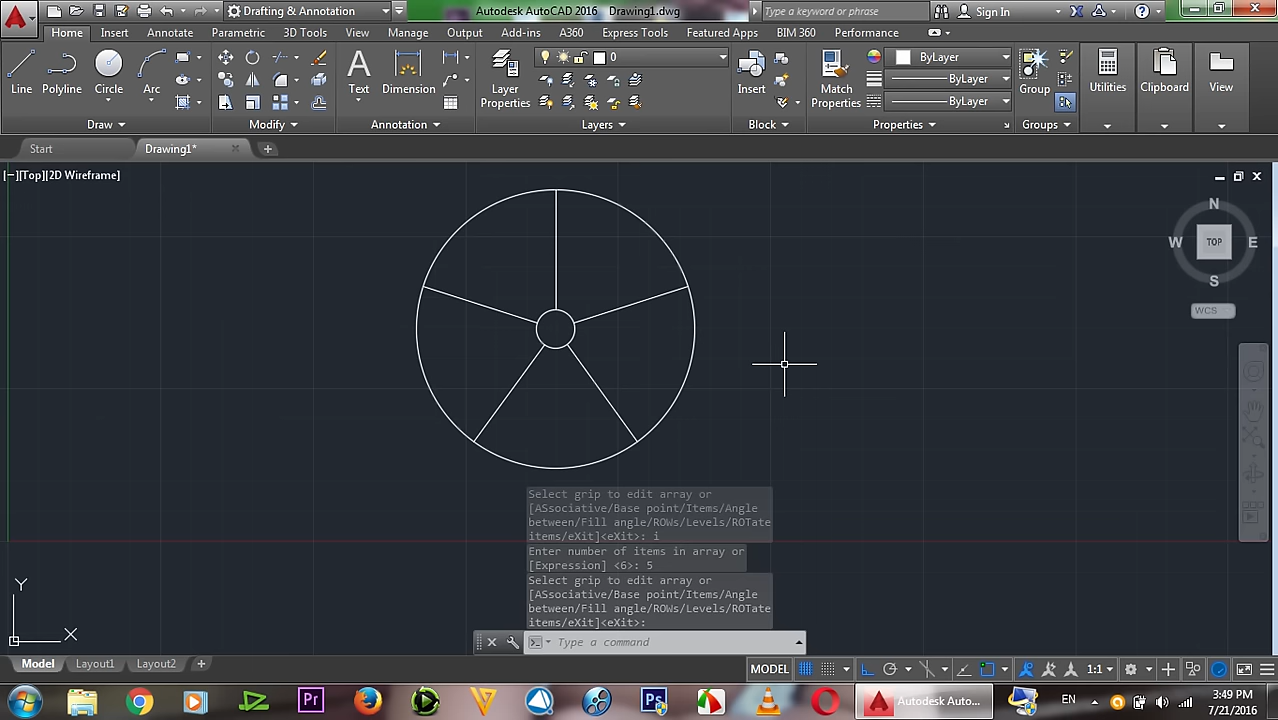 Drafting & Annotation
Autodesk AutoCAD 2016 Drawing1.dwg
Type a keyword or phrase
Sign In
Home Insert Annotate Parametric 3D Tools View Manage Output Add-ins A360 Express Tools Featured Apps BIM 360 Performance
0
ByLayer
ByLayer
ByLayer
Line Polyline Circle Arc
Text Dimension
Layer
Properties
Insert
Match
Properties
Group
Utilities
Clipboard
View
Draw Modify Annotation Layers Block Properties Groups
Start Drawing1*
[−][Top][2D Wireframe]
N
W TOP E
S
WCS
Select grip to edit array or
[ASsociative/Base point/Items/Angle
between/Fill angle/ROWs/Levels/ROTate
items/eXit]<eXit>: i
Enter number of items in array or
[Expression] <6>: 5
Select grip to edit array or
[ASsociative/Base point/Items/Angle
between/Fill angle/ROWs/Levels/ROTate
items/eXit]<eXit>:
Y
X
Type a command
Model Layout1 Layout2
MODEL 1:1
Pr
Ps
Autodesk Auto...
EN
3:49 PM
7/21/2016